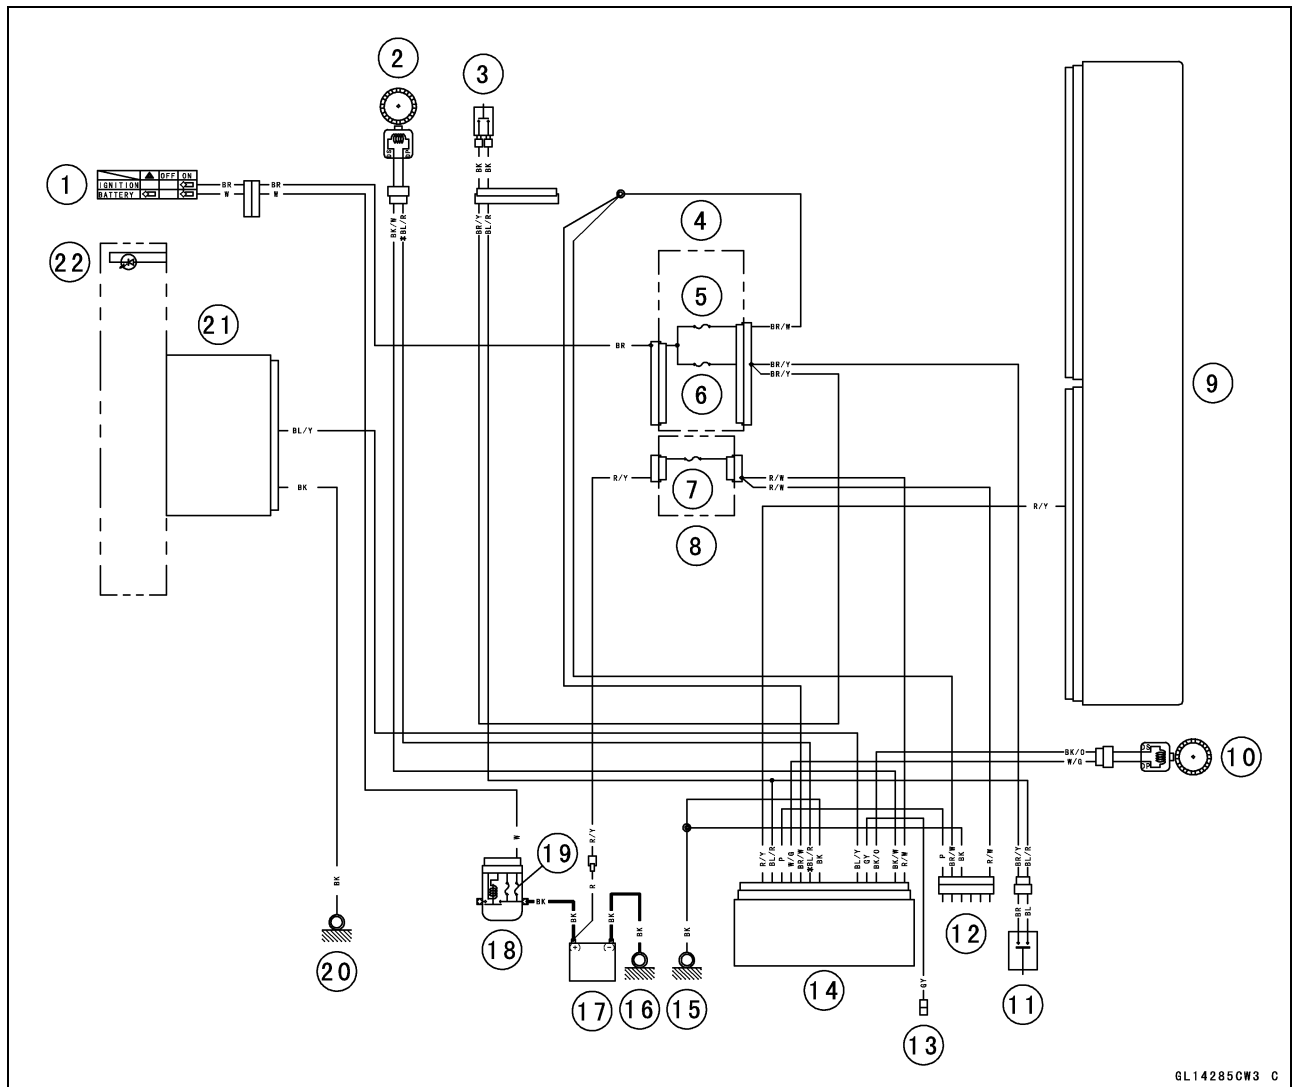 2
3
1
OFF ON
IGNITION
BATTERY
BR
W
BR
W
BK
BK
BK/W
*BL/R
BR/Y
BL/R
4
5
6
BR
BR/W
BR/Y
BR/Y
22
21
BL/Y
BK
R/Y
7
8
R/W
R/W
R/Y
9
BK/O
W/G
10
W
19
R/Y
R
BK
BK
(+)
(-)
BK
BK
18
17
16
BK
15
BK
20
R/Y
BL/R
P
W/G
BR/W
*BL/R
BK
BL/Y
GY
BK/O
BK/W
R/W
14
P
BR/W
BK
R/W
12
BR/Y
BL/R
BR
BL
11
GY
13
GL14285CW3 C